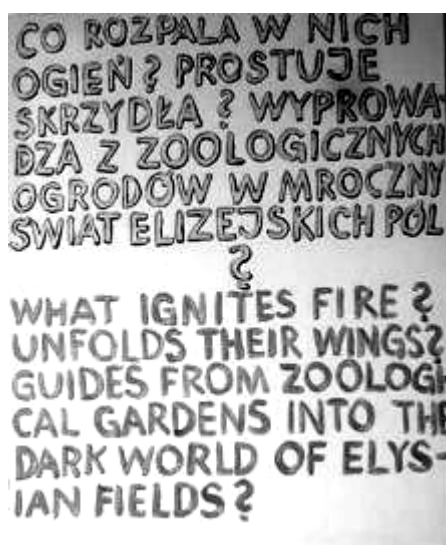 CO ROZPALA W NICH
OGIEŃ? PROSTUJE
SKRZYDŁA? WYPROWA
DZA Z ZOOLOGICZNYCH
OGRODÓW W MROCZNY
ŚWIAT ELIZEJSKICH PÓL
?
WHAT IGNITES FIRE?
UNFOLDS THEIR WINGS?
GUIDES FROM ZOOLOGI
CAL GARDENS INTO THE
DARK WORLD OF ELYS-
IAN FIELDS?